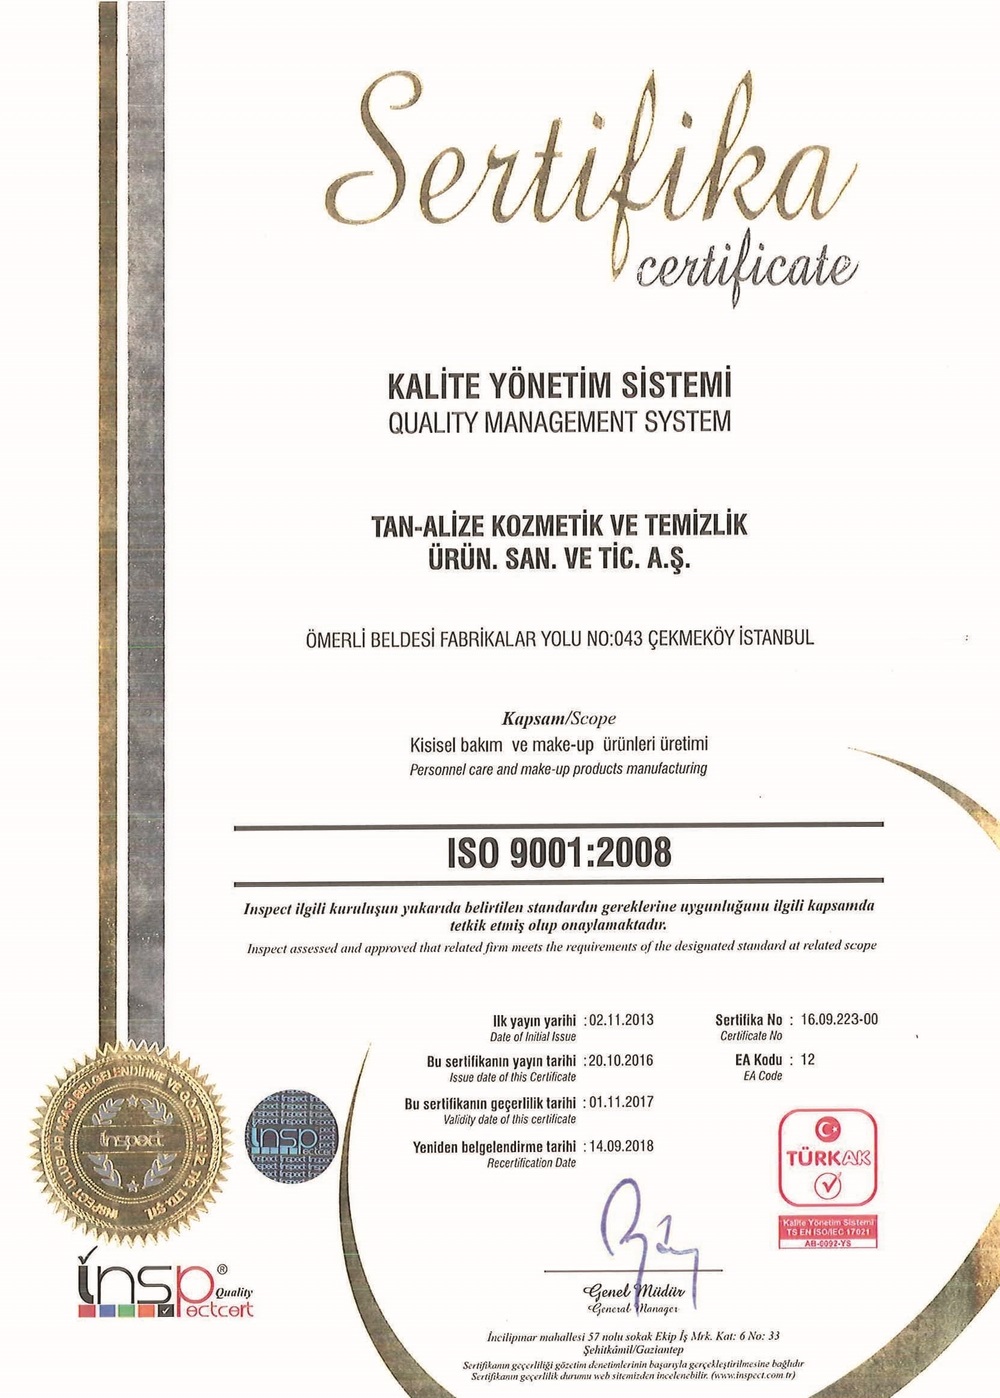 Sertifika
certificate
KALİTE YÖNETİM SİSTEMİ
QUALITY MANAGEMENT SYSTEM
TAN-ALİZE KOZMETİK VE TEMİZLİK
ÜRÜN. SAN. VE TİC. A.Ş.
ÖMERLİ BELDESİ FABRİKALAR YOLU NO:043 ÇEKMEKÖY İSTANBUL
Kapsam/Scope
Kisisel bakım ve make-up ürünleri üretimi
Personnel care and make-up products manufacturing
ISO 9001:2008
Inspect ilgili kuruluşun yukarıda belirtilen standardın gereklerine uygunluğunu ilgili kapsamda
tetkik etmiş olup onaylamaktadır.
Inspect assessed and approved that related firm meets the requirements of the designated standard at related scope
İlk yayın yarihi : 02.11.2013
Date of Initial Issue
Bu sertifikanın yayın tarihi : 20.10.2016
Issue date of this Certificate
Bu sertifikanın geçerlilik tarihi : 01.11.2017
Validity date of this certificate
Yeniden belgelendirme tarihi : 14.09.2018
Recertification Date
Sertifika No : 16.09.223-00
Certificate No
EA Kodu : 12
EA Code
TÜRKAK
Kalite Yönetim Sistemi
TS EN ISO/IEC 17021
AB-0092-YS
inspect
insp
ectcert
insp®
Quality
ectcert
Genel Müdür
General Manager
İncilipınar mahallesi 57 nolu sokak Ekip İş Mrk. Kat: 6 No: 33
Şehitkâmil/Gaziantep
Sertifikanın geçerliliği gözetim denetimlerinin başarıyla gerçekleştirilmesine bağlıdır
Sertifikanın geçerlilik durumu web sitemizden incelenebilir. (www.inspect.com.tr)